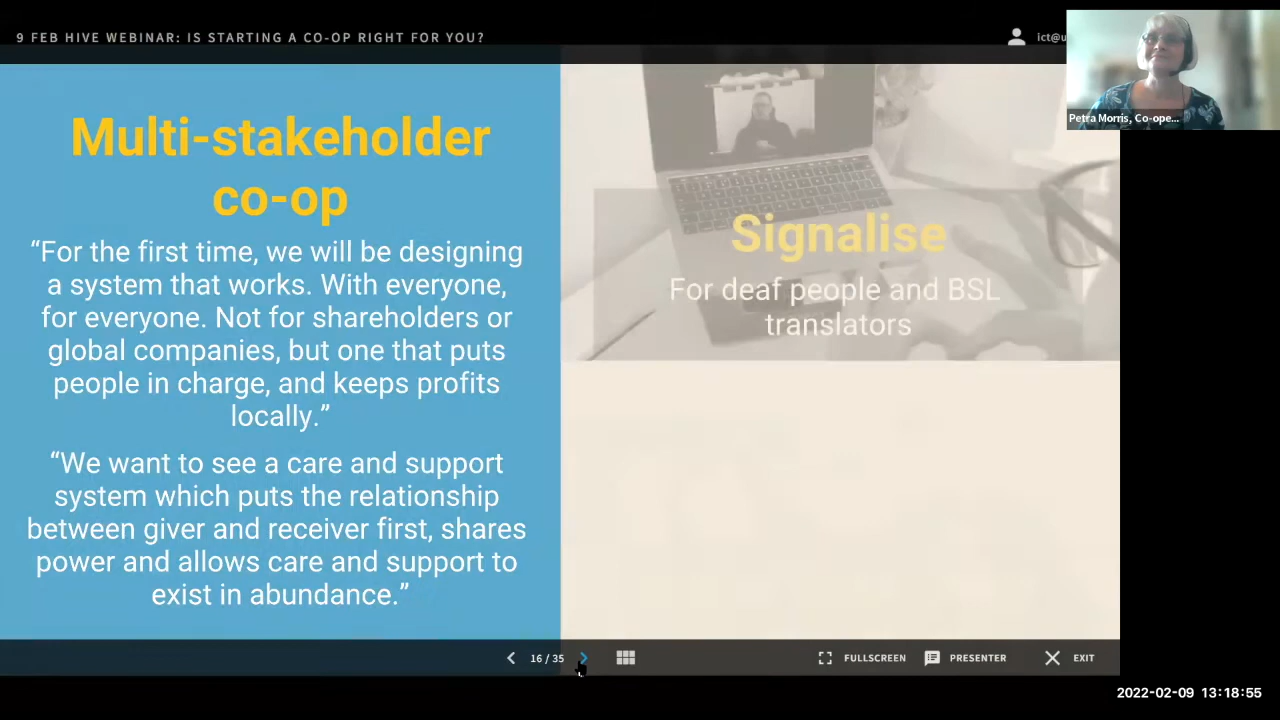 9 FEB HIVE WEBINAR: IS STARTING A CO-OP RIGHT FOR YOU?
ict@u
Petra Morris, Co-ope...
Multi-stakeholder
co-op
“For the first time, we will be designing
a system that works. With everyone,
for everyone. Not for shareholders or
global companies, but one that puts
people in charge, and keeps profits
locally.”
“We want to see a care and support
system which puts the relationship
between giver and receiver first, shares
power and allows care and support to
exist in abundance.”
Signalise
For deaf people and BSL
translators
16 / 35
FULLSCREEN
PRESENTER
EXIT
2022-02-09 13:18:55